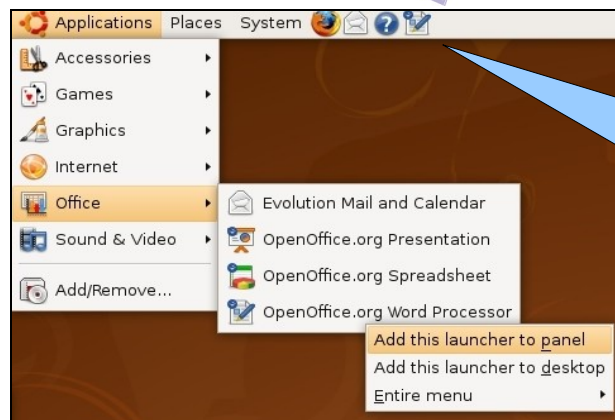 Applications Places System
Accessories
Games
Graphics
Internet
Office
Sound & Video
Add/Remove...
Evolution Mail and Calendar
OpenOffice.org Presentation
OpenOffice.org Spreadsheet
OpenOffice.org Word Processor
Add this launcher to panel
Add this launcher to desktop
Entire menu